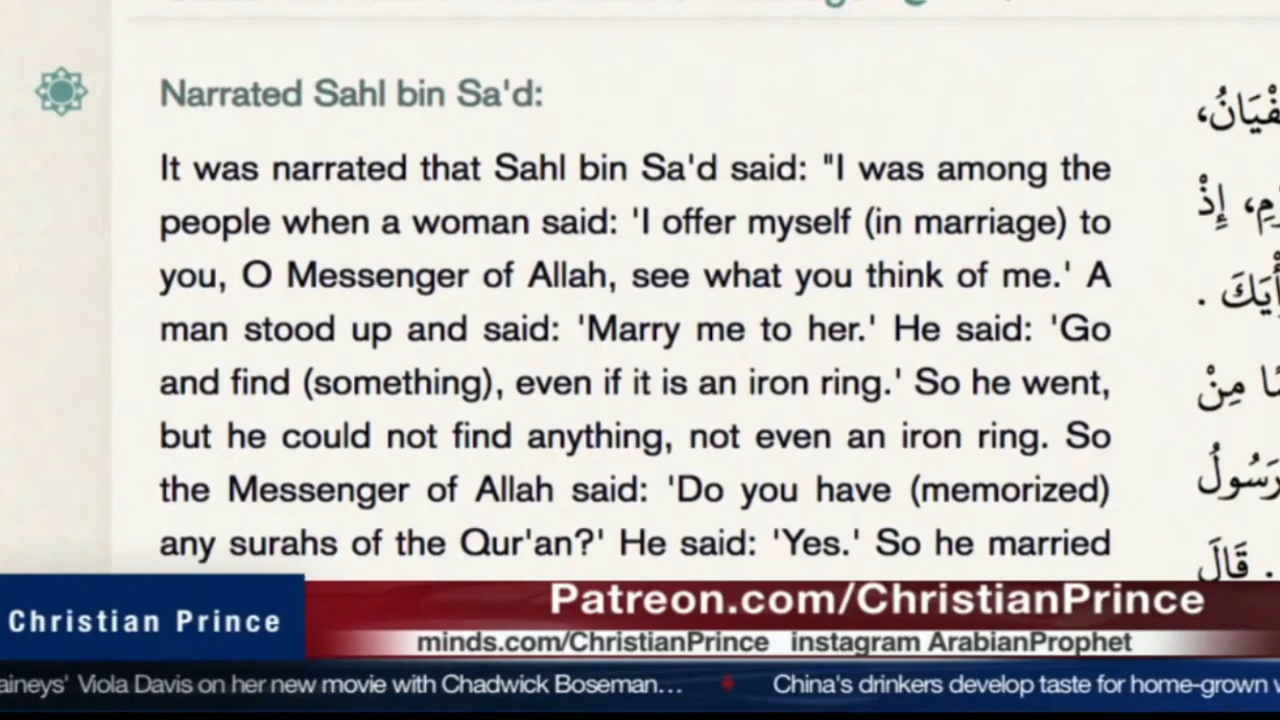 Narrated Sahl bin Sa'd:
It was narrated that Sahl bin Sa'd said: "I was among the
people when a woman said: 'I offer myself (in marriage) to
you, O Messenger of Allah, see what you think of me.' A
man stood up and said: 'Marry me to her.' He said: 'Go
and find (something), even if it is an iron ring.' So he went,
but he could not find anything, not even an iron ring. So
the Messenger of Allah said: 'Do you have (memorized)
any surahs of the Qur'an?' He said: 'Yes.' So he married
إِذْ
مِنْ
. قَالَ
Christian Prince
Patreon.com/ChristianPrince
minds.com/ChristianPrince instagram ArabianProphet
aineys' Viola Davis on her new movie with Chadwick Boseman...
China's drinkers develop taste for home-grown